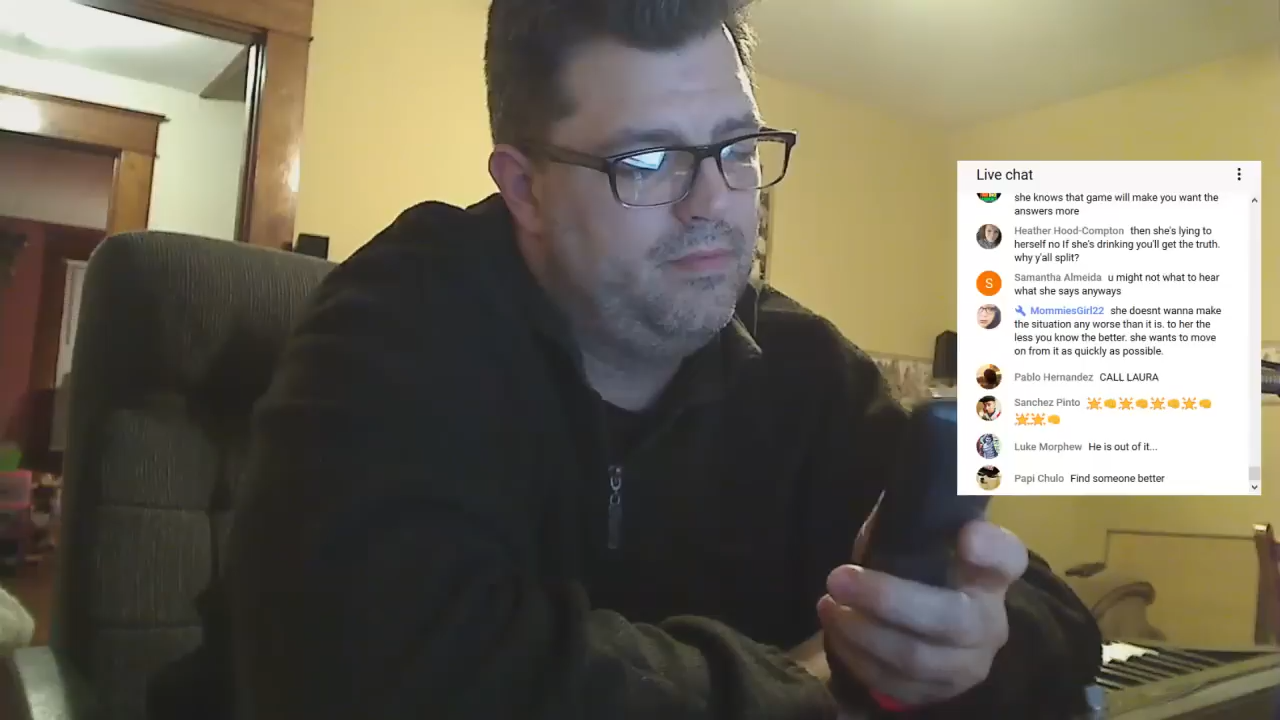 Live chat
she knows that game will make you want the
answers more
Heather Hood-Compton then she's lying to
herself no If she's drinking you'll get the truth.
why y'all split?
S
Samantha Almeida u might not what to hear
what she says anyways
MommiesGirl22 she doesnt wanna make
the situation any worse than it is. to her the
less you know the better. she wants to move
on from it as quickly as possible.
Pablo Hernandez CALL LAURA
Sanchez Pinto 🌟👊🌟👊🌟👊🌟👊
🌟🌟👊
Luke Morphew He is out of it...
Papi Chulo Find someone better